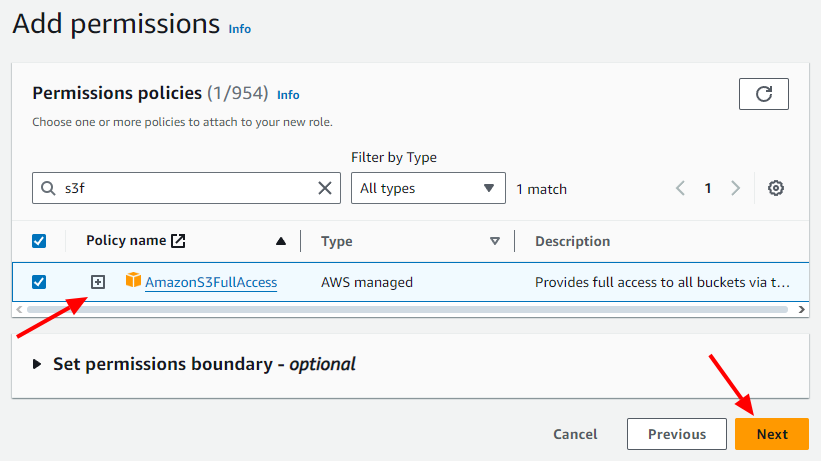 Add permissions Info
Permissions policies (1/954) Info
Choose one or more policies to attach to your new role.
Filter by Type
s3f All types 1 match 1
Policy name Type Description
AmazonS3FullAccess AWS managed Provides full access to all buckets via t...
Set permissions boundary - optional
Cancel Previous Next